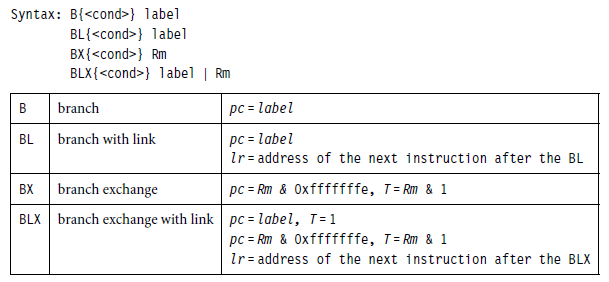 Syntax: B{<cond>} label
BL{<cond>} label
BX{<cond>} Rm
BLX{<cond>} label | Rm
B branch pc = label
BL branch with link pc = label
lr = address of the next instruction after the BL
BX branch exchange pc = Rm & 0xfffffffe, T = Rm & 1
BLX branch exchange with link pc = label, T = 1
pc = Rm & 0xfffffffe, T = Rm & 1
lr = address of the next instruction after the BLX